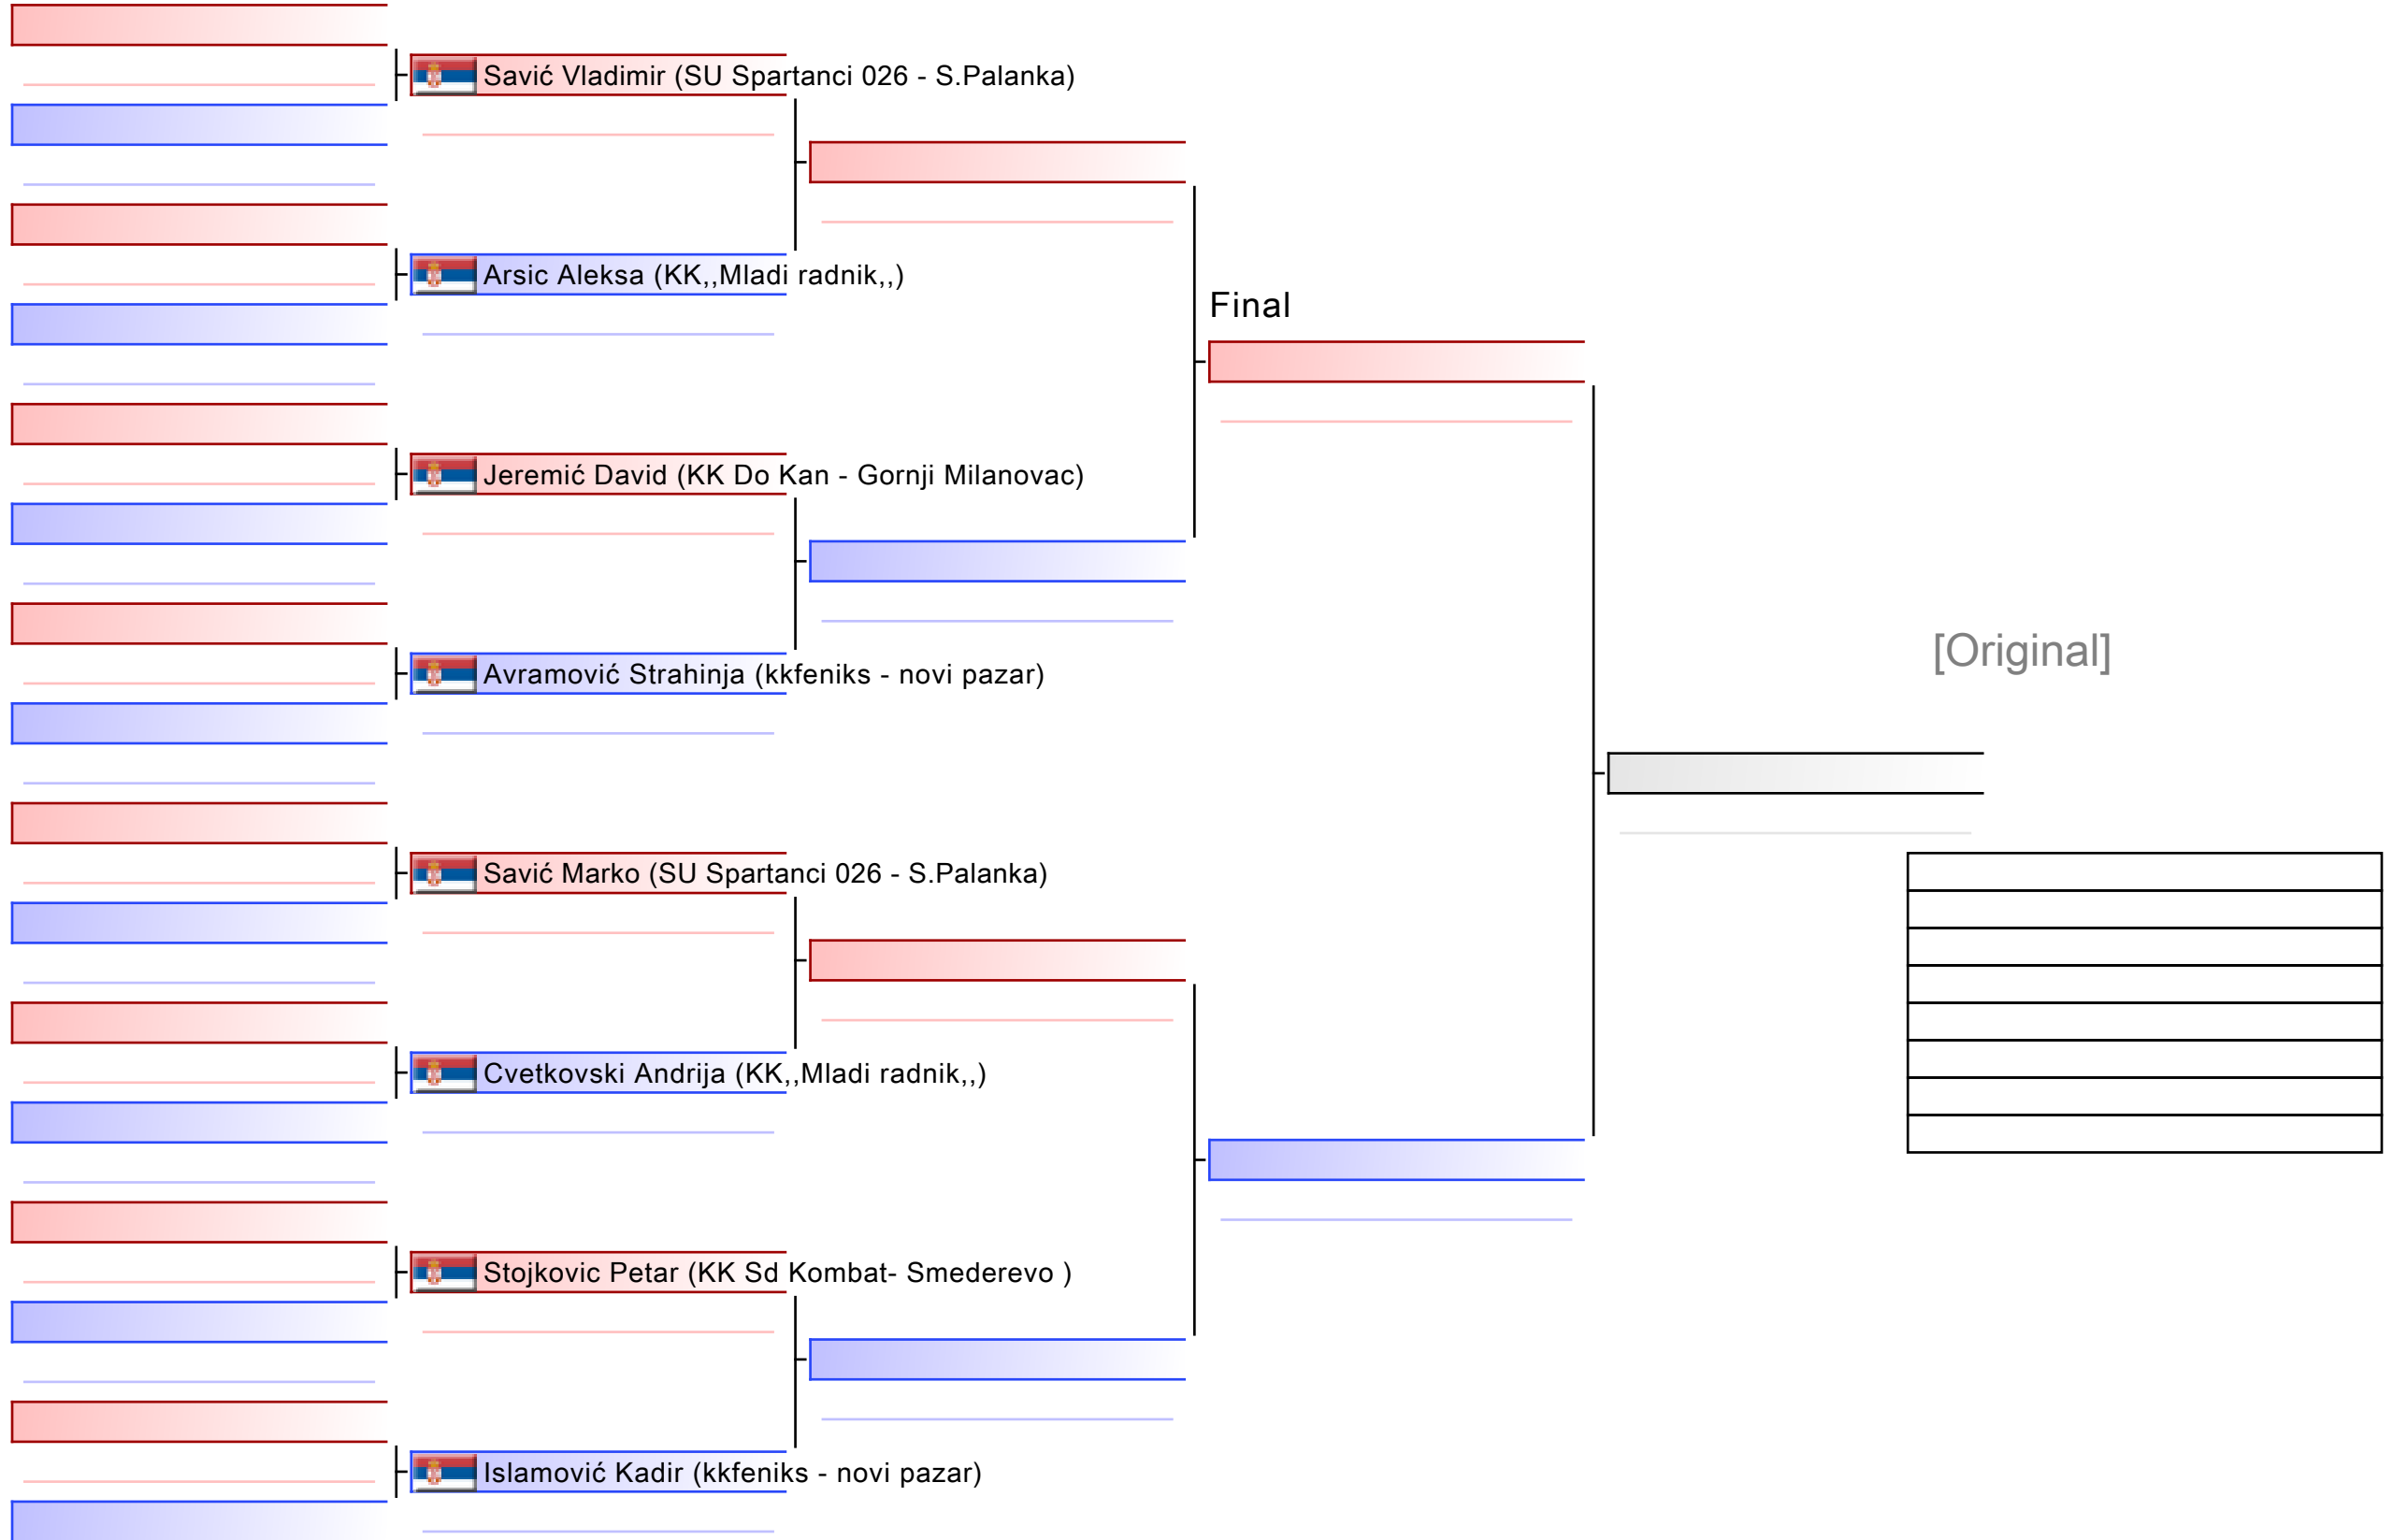 Savić Vladimir (SU Spartanci 026 - S.Palanka)
Arsic Aleksa (KK,,Mladi radnik,,)
Final
Jeremić David (KK Do Kan - Gornji Milanovac)
[Original]
Avramović Strahinja (kkfeniks - novi pazar)
Savić Marko (SU Spartanci 026 - S.Palanka)
Cvetkovski Andrija (KK,,Mladi radnik,,)
Stojkovic Petar (KK Sd Kombat- Smederevo )
Islamović Kadir (kkfeniks - novi pazar)